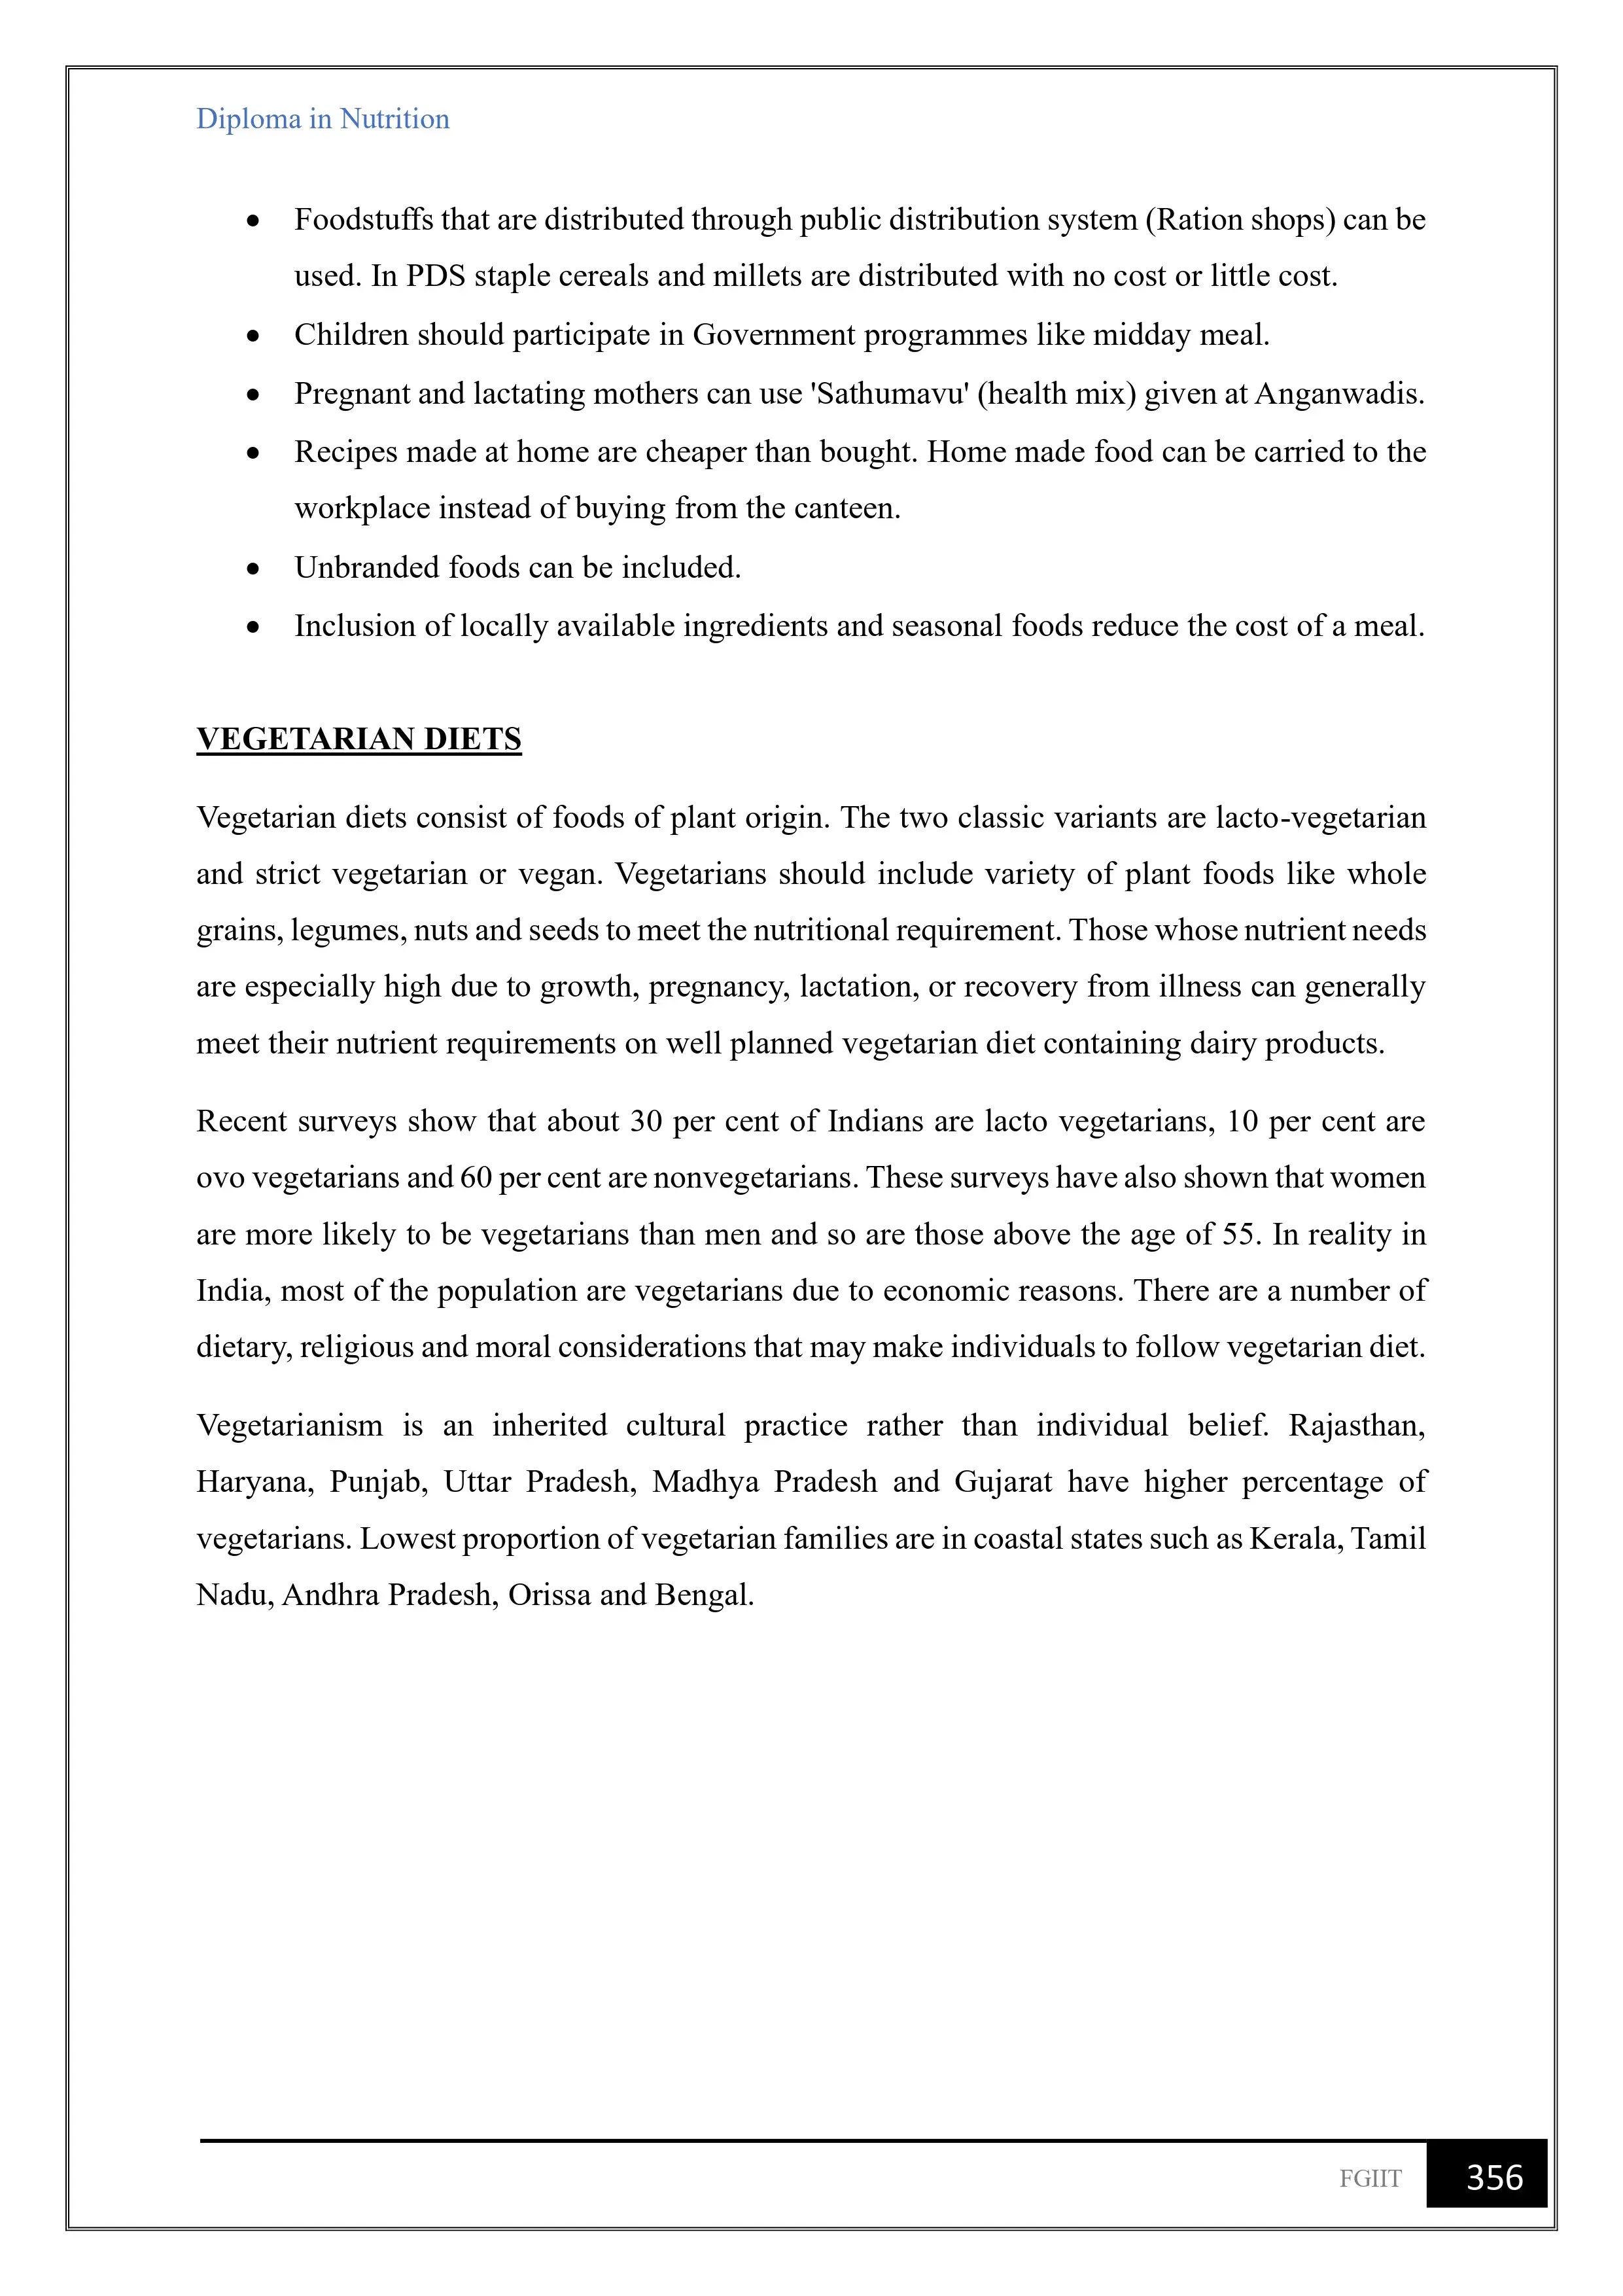 Diploma in Nutrition
• Foodstuffs that are distributed through public distribution system (Ration shops) can be
used. In PDS staple cereals and millets are distributed with no cost or little cost.
• Children should participate in Government programmes like midday meal.
• Pregnant and lactating mothers can use 'Sathumavu' (health mix) given at Anganwadis.
• Recipes made at home are cheaper than bought. Home made food can be carried to the
workplace instead of buying from the canteen.
• Unbranded foods can be included.
• Inclusion of locally available ingredients and seasonal foods reduce the cost of a meal.
VEGETARIAN DIETS
Vegetarian diets consist of foods of plant origin. The two classic variants are lacto-vegetarian
and strict vegetarian or vegan. Vegetarians should include variety of plant foods like whole
grains, legumes, nuts and seeds to meet the nutritional requirement. Those whose nutrient needs
are especially high due to growth, pregnancy, lactation, or recovery from illness can generally
meet their nutrient requirements on well planned vegetarian diet containing dairy products.
Recent surveys show that about 30 per cent of Indians are lacto vegetarians, 10 per cent are
ovo vegetarians and 60 per cent are nonvegetarians. These surveys have also shown that women
are more likely to be vegetarians than men and so are those above the age of 55. In reality in
India, most of the population are vegetarians due to economic reasons. There are a number of
dietary, religious and moral considerations that may make individuals to follow vegetarian diet.
Vegetarianism is an inherited cultural practice rather than individual belief. Rajasthan,
Haryana, Punjab, Uttar Pradesh, Madhya Pradesh and Gujarat have higher percentage of
vegetarians. Lowest proportion of vegetarian families are in coastal states such as Kerala, Tamil
Nadu, Andhra Pradesh, Orissa and Bengal.
FGIIT 356